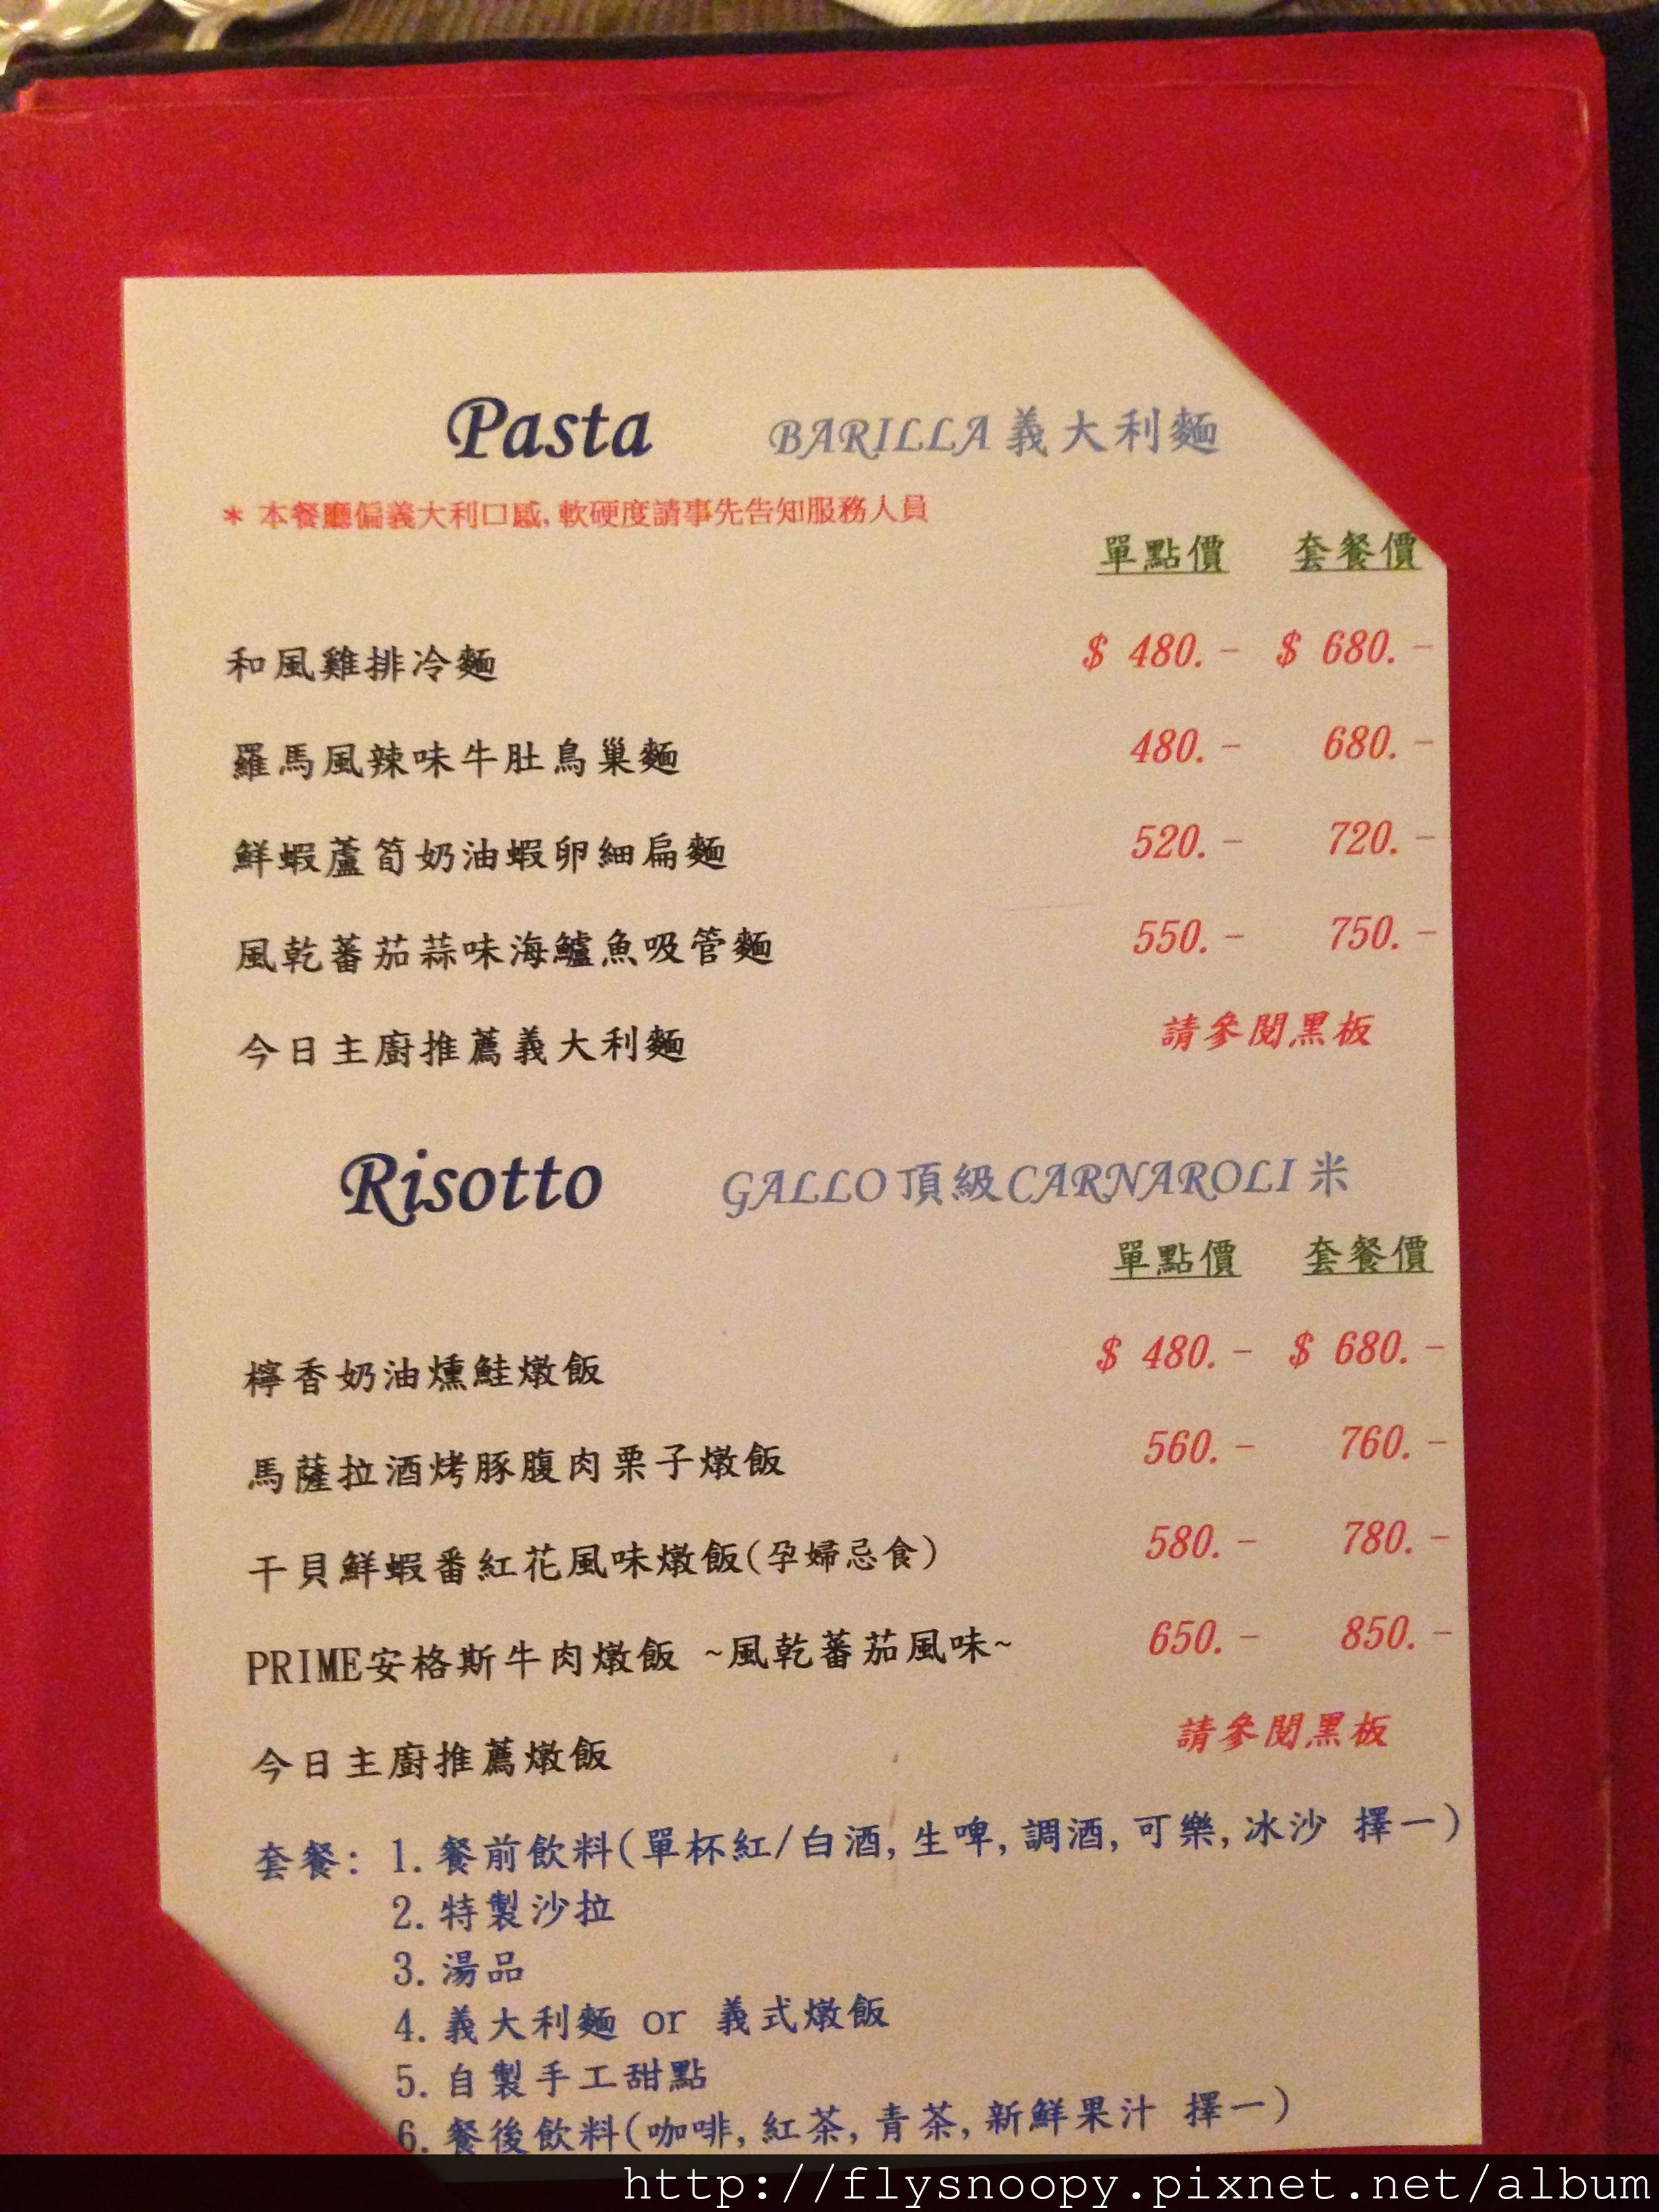 Pasta BARILLA義大利麵
* 本餐廳偏義大利口感,軟硬度請事先告知服務人員
單點價 套餐價
和風雞排冷麵 $ 480.- $ 680.-
羅馬風辣味牛肚鳥巢麵 480.- 680.-
鮮蝦蘆筍奶油蝦卵細扁麵 520.- 720.-
風乾蕃茄蒜味海鱸魚吸管麵 550.- 750.-
今日主廚推薦義大利麵 請參閱黑板
Risotto GALLO頂級CARNAROLI米
單點價 套餐價
檸香奶油燻鮭燉飯 $ 480.- $ 680.-
馬薩拉酒烤豚腹肉栗子燉飯 560.- 760.-
干貝鮮蝦番紅花風味燉飯(孕婦忌食) 580.- 780.-
PRIME安格斯牛肉燉飯 ~風乾蕃茄風味~ 650.- 850.-
今日主廚推薦燉飯 請參閱黑板
套餐: 1.餐前飲料(單杯紅/白酒,生啤,調酒,可樂,冰沙 擇一)
2.特製沙拉
3.湯品
4.義大利麵 or 義式燉飯
5.自製手工甜點
6.餐後飲料(咖啡,紅茶,青茶,新鮮果汁 擇一)
http://flysnoopy.pixnet.net/album